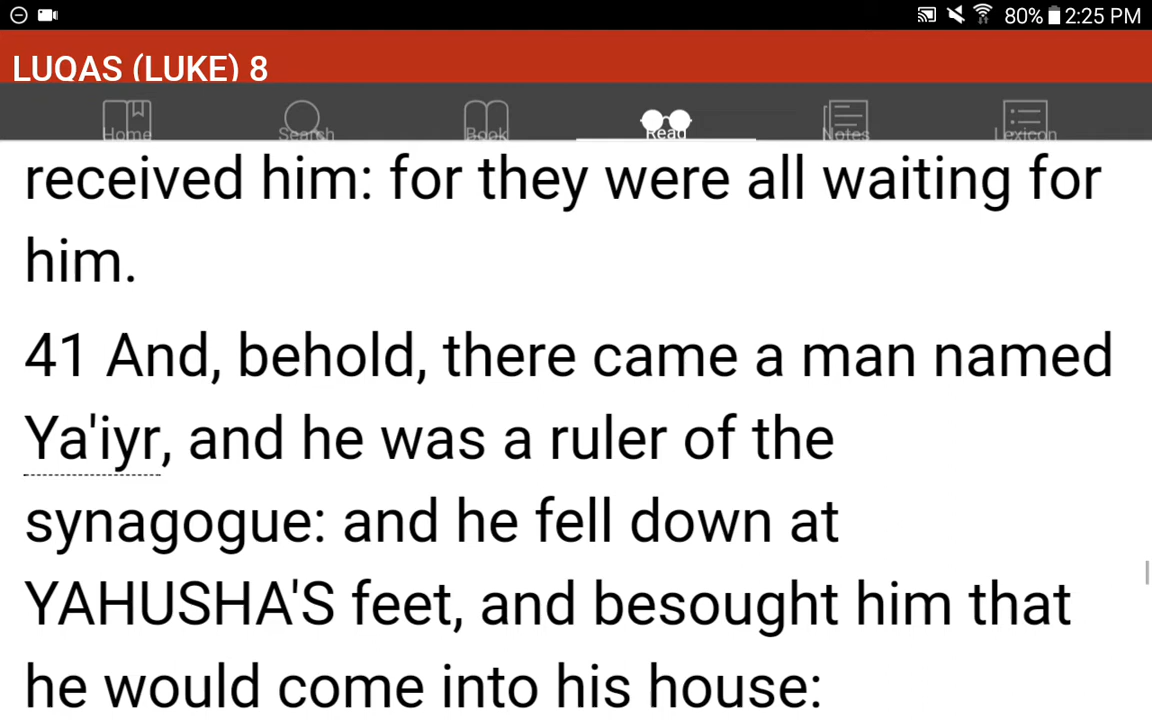 80% 2:25 PM
LUQAS (LUKE) 8
Home Search Book Read Notes Lexicon
received him: for they were all waiting for
him.
41 And, behold, there came a man named
Ya'iyr, and he was a ruler of the
synagogue: and he fell down at
YAHUSHA'S feet, and besought him that
he would come into his house: